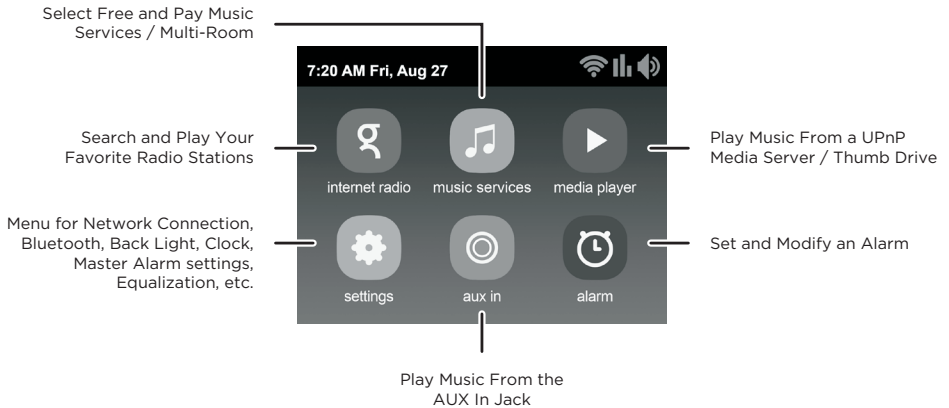 Select Free and Pay Music
Services / Multi-Room
7:20 AM Fri, Aug 27
Search and Play Your
Favorite Radio Stations
g
internet radio
music services
media player
Play Music From a UPnP
Media Server / Thumb Drive
Menu for Network Connection,
Bluetooth, Back Light, Clock,
Master Alarm settings,
Equalization, etc.
settings
aux in
alarm
Set and Modify an Alarm
Play Music From the
AUX In Jack